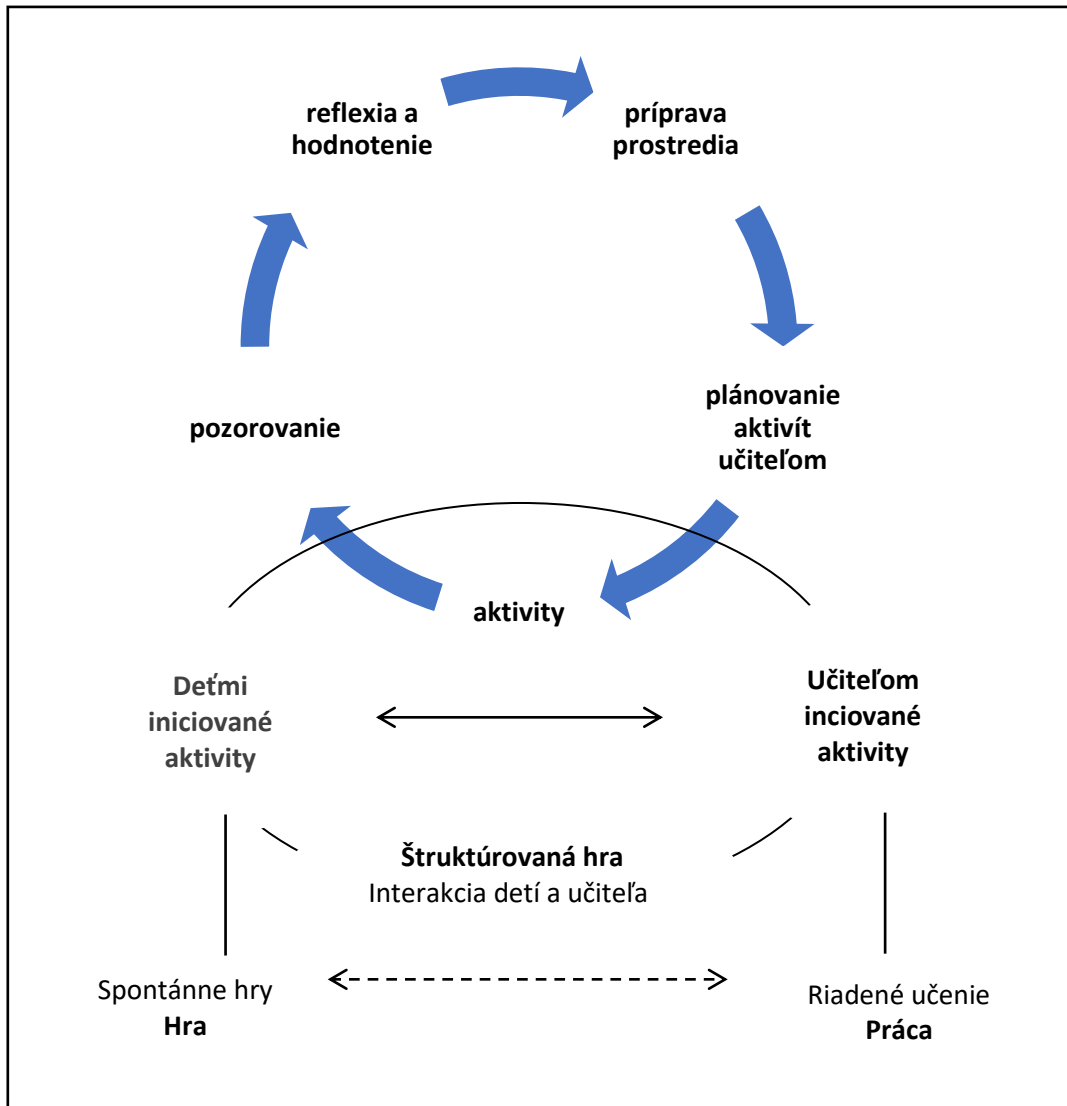 reflexia a
hodnotenie
príprava
prostredia
pozorovanie
plánovanie
aktivít
učiteľom
aktivity
Deťmi
iniciované
aktivity
Učiteľom
inciované
aktivity
Štruktúrovaná hra
Interakcia detí a učiteľa
Spontánne hry
Hra
Riadené učenie
Práca